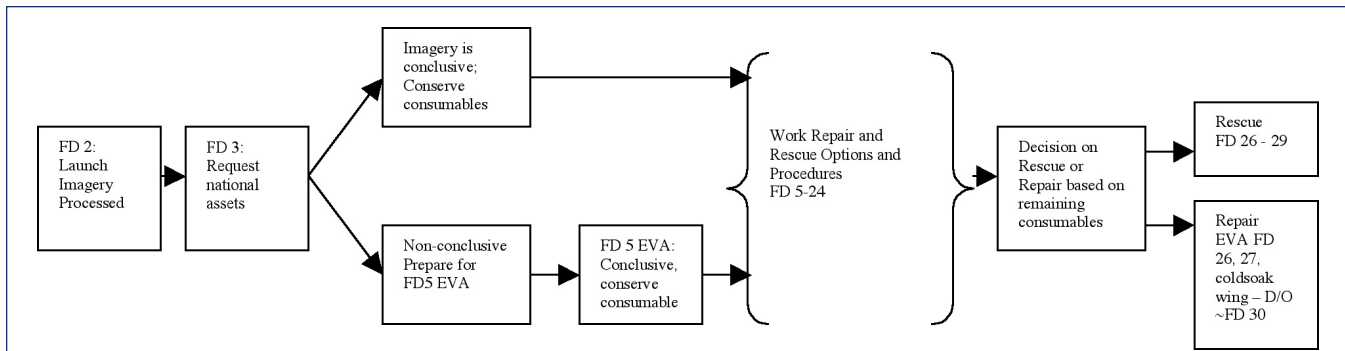 FD 2:
Launch
Imagery
Processed
FD 3:
Request
national
assets
Imagery is
conclusive;
Conserve
consumables
Non-conclusive
Prepare for
FD5 EVA
FD 5 EVA:
Conclusive,
conserve
consumable
Work Repair and
Rescue Options and
Procedures
FD 5-24
Decision on
Rescue or
Repair based on
remaining
consumables
Rescue
FD 26 - 29
Repair
EVA FD
26, 27,
coldsoak
wing – D/O
~FD 30